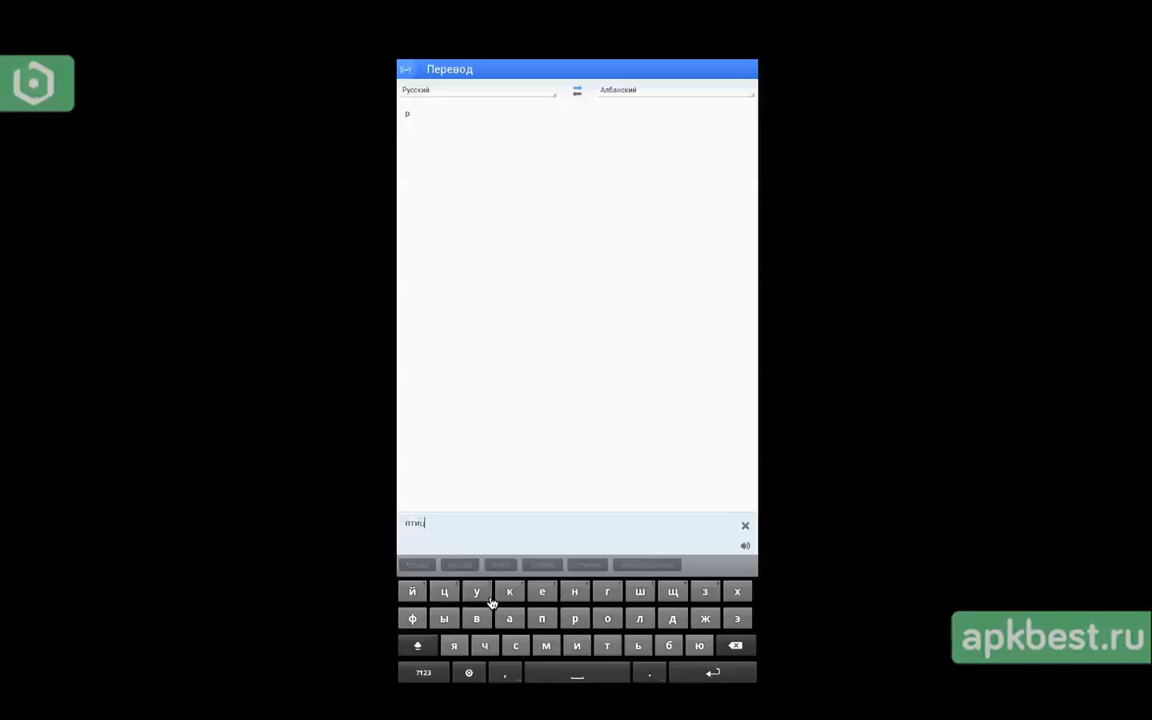 Перевод
Русский
Албанский
р
птиц
й ц у к е н г ш щ з х
ф ы в а п р о л д ж э
я ч с м и т ь б ю
?123 , .
apkbest.ru